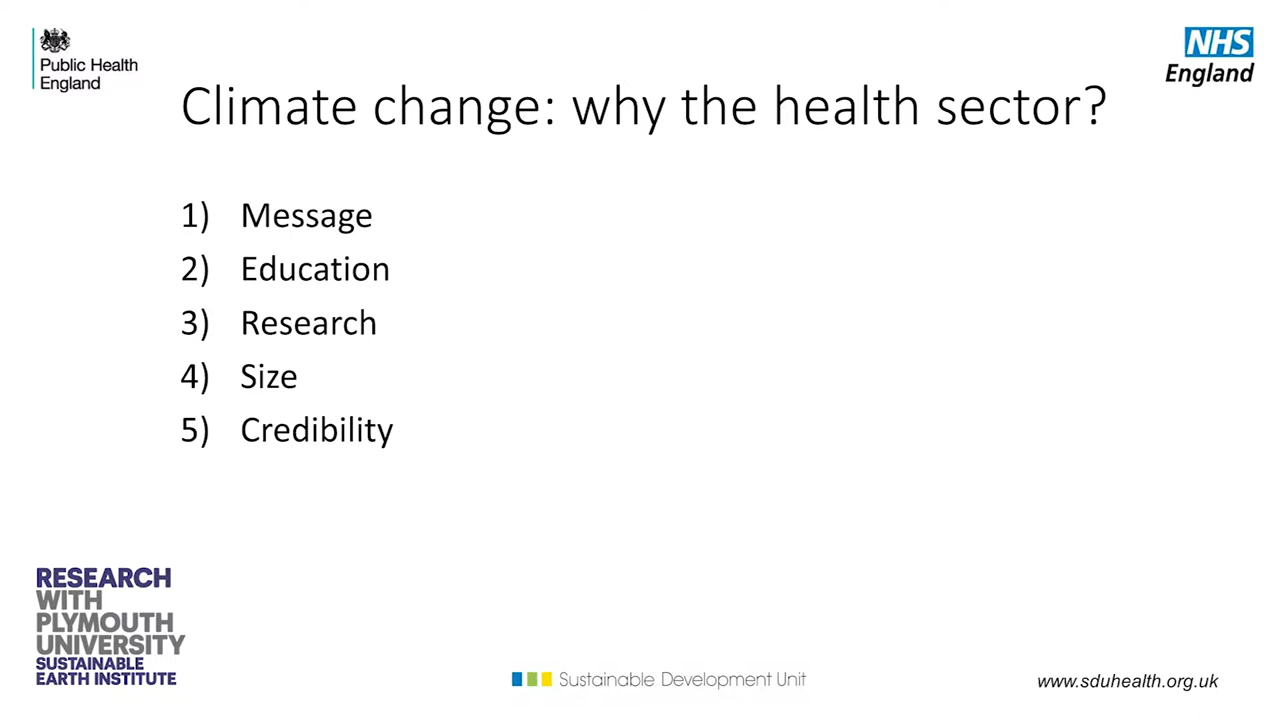 Public Health
England
NHS
England
Climate change: why the health sector?
1) Message
2) Education
3) Research
4) Size
5) Credibility
RESEARCH
WITH
PLYMOUTH
UNIVERSITY
SUSTAINABLE
EARTH INSTITUTE
Sustainable Development Unit
www.sduhealth.org.uk